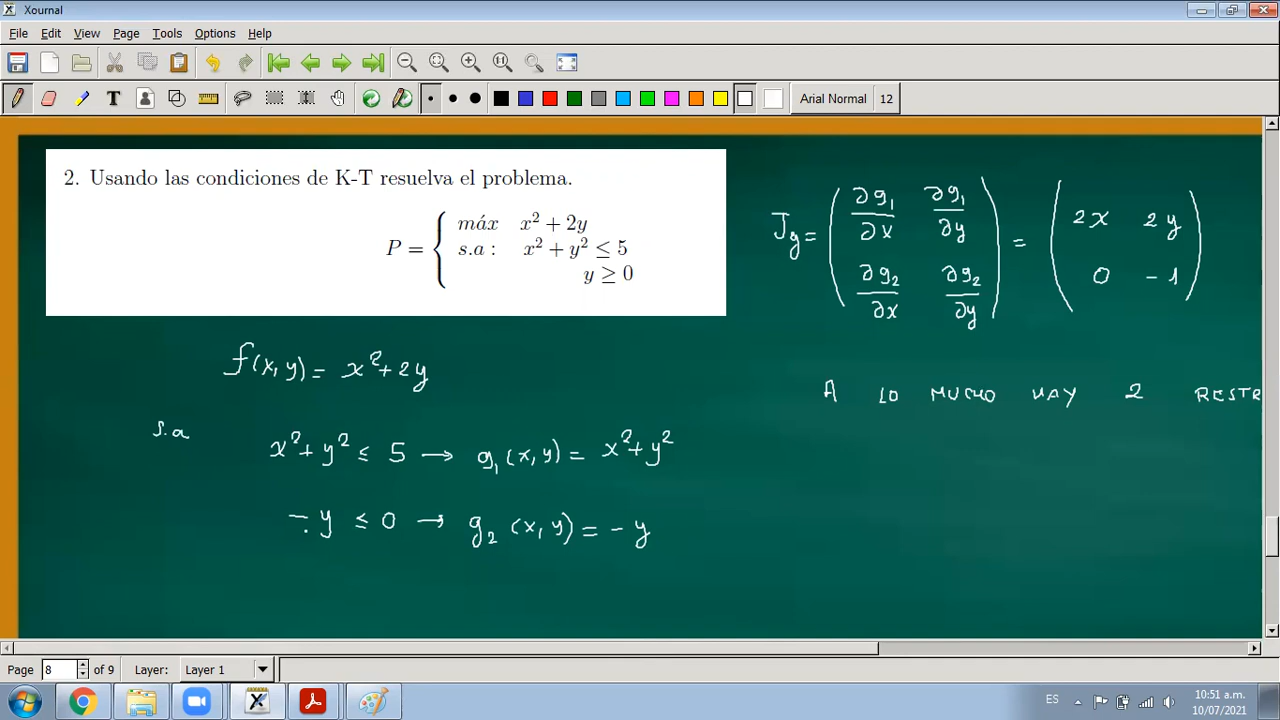 Xournal
File Edit View Page Tools Options Help
Arial Normal 12
2. Usando las condiciones de K-T resuelva el problema.
máx x² + 2y
P = { s.a : x² + y² ≤ 5
y ≥ 0
f(x,y) = x² + 2y
s.a
x² + y² ≤ 5 → g₁(x,y) = x² + y²
-y ≤ 0 → g₂(x,y) = -y
J_g = ( ∂g₁/∂x ∂g₁/∂y ) = ( 2x 2y )
( ∂g₂/∂x ∂g₂/∂y ) ( 0 -1 )
A LO MUCHO HAY 2 RESTR
Page 8 of 9 Layer: Layer 1
ES 10:51 a.m.
10/07/2021